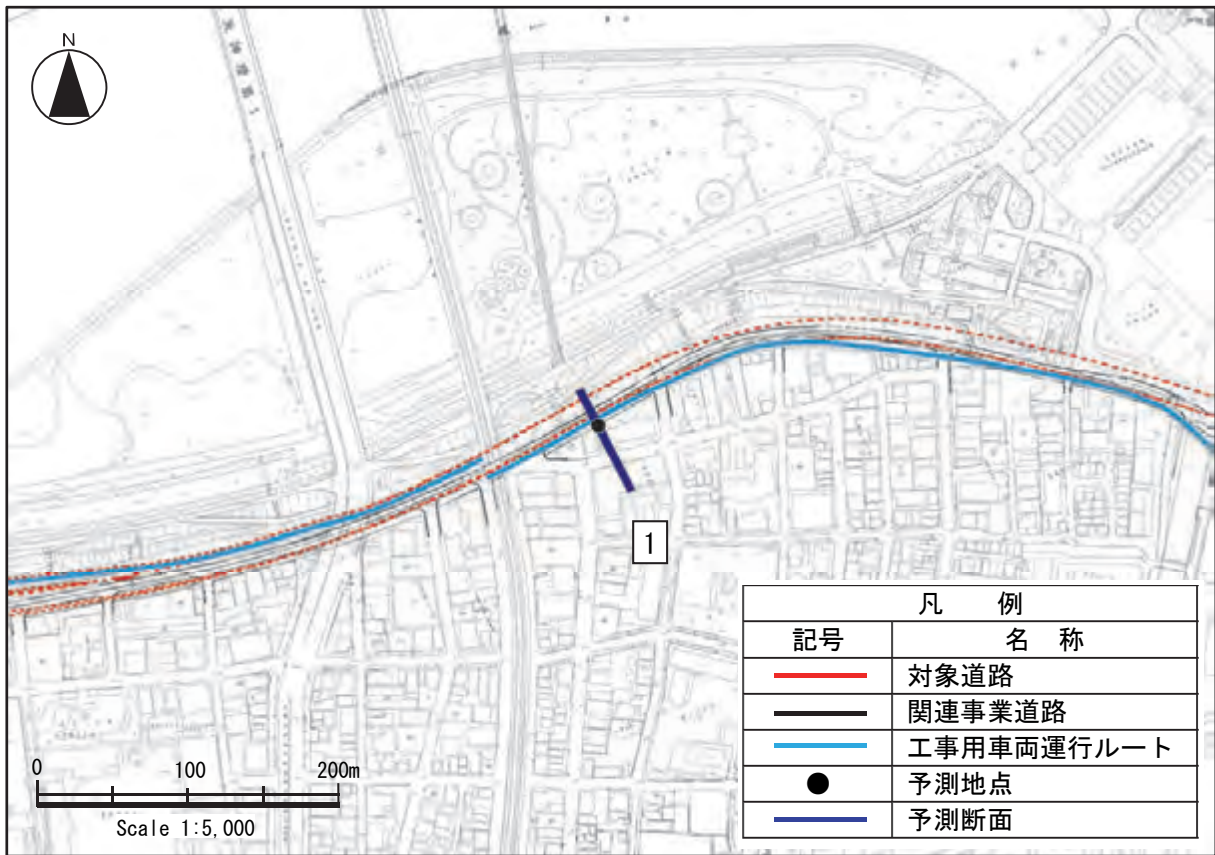 N
1
凡 例
記号 名 称
対象道路
関連事業道路
工事用車両運行ルート
予測地点
予測断面
0 100 200m
Scale 1:5,000